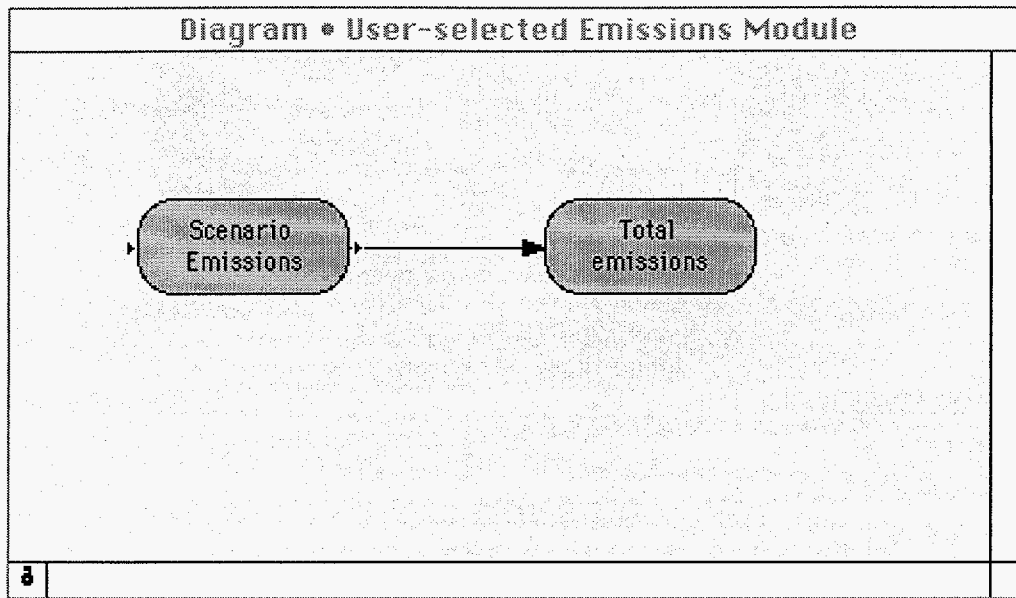 Diagram • User-selected Emissions Module
Scenario
Emissions
Total
emissions